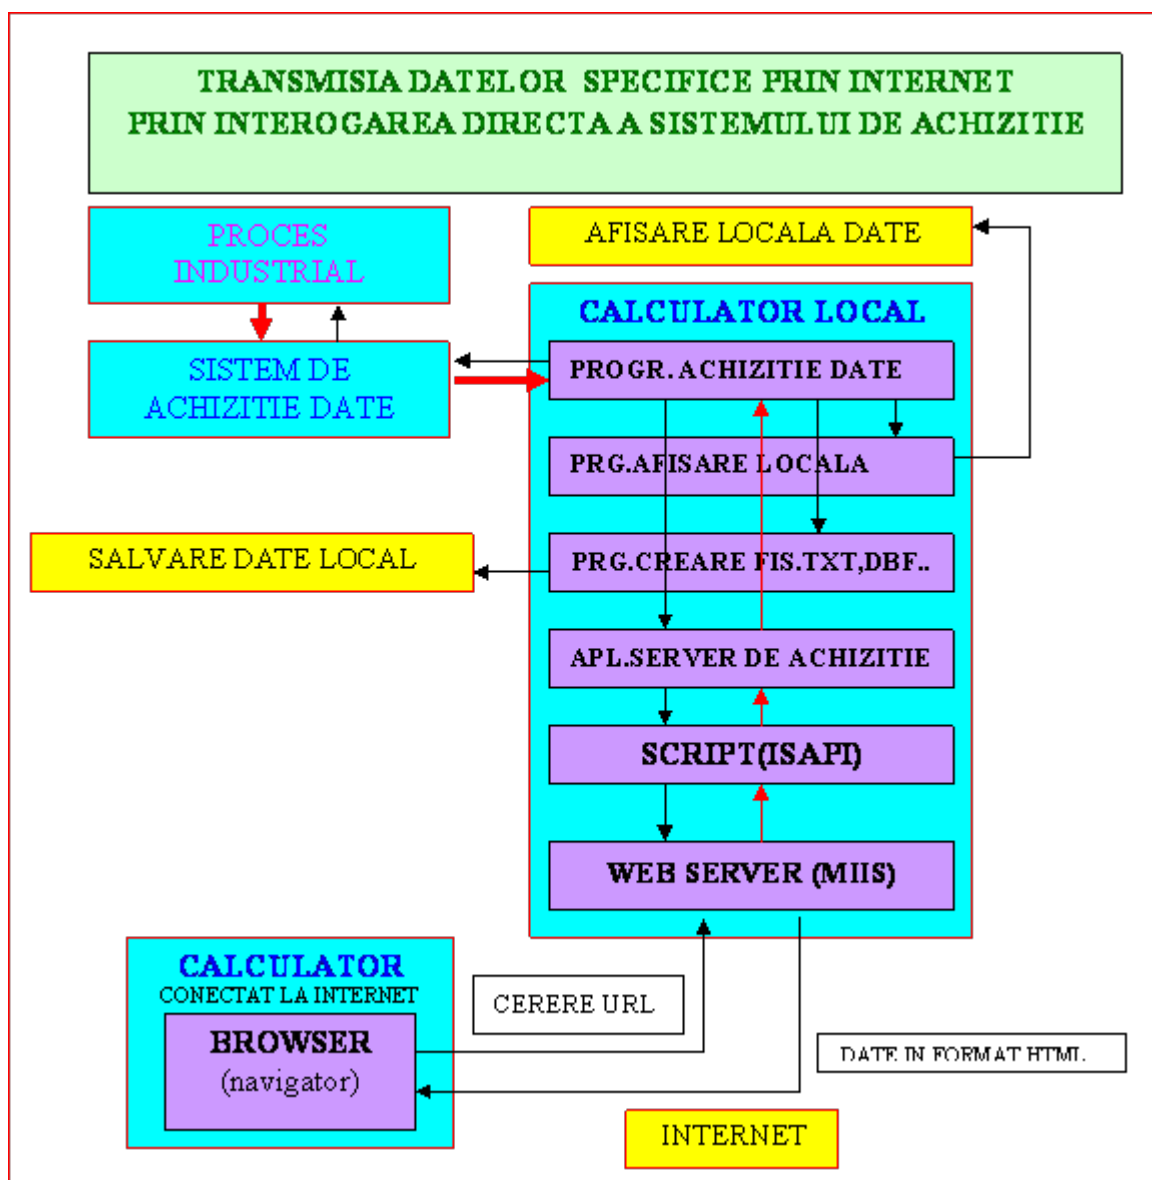 TRANSMISIA DATELOR SPECIFICE PRIN INTERNET
PRIN INTEROGAREA DIRECTA A SISTEMULUI DE ACHIZITIE
PROCES
INDUSTRIAL
AFISARE LOCALA DATE
CALCULATOR LOCAL
SISTEM DE
ACHIZITIE DATE
PROGR. ACHIZITIE DATE
PRG.AFISARE LOCALA
SALVARE DATE LOCAL
PRG.CREARE FIS.TXT,DBF..
APL.SERVER DE ACHIZITIE
SCRIPT(ISAPI)
WEB SERVER (MIIS)
CALCULATOR
CONECTAT LA INTERNET
BROWSER
(navigator)
CERERE URL
DATE IN FORMAT HTML
INTERNET